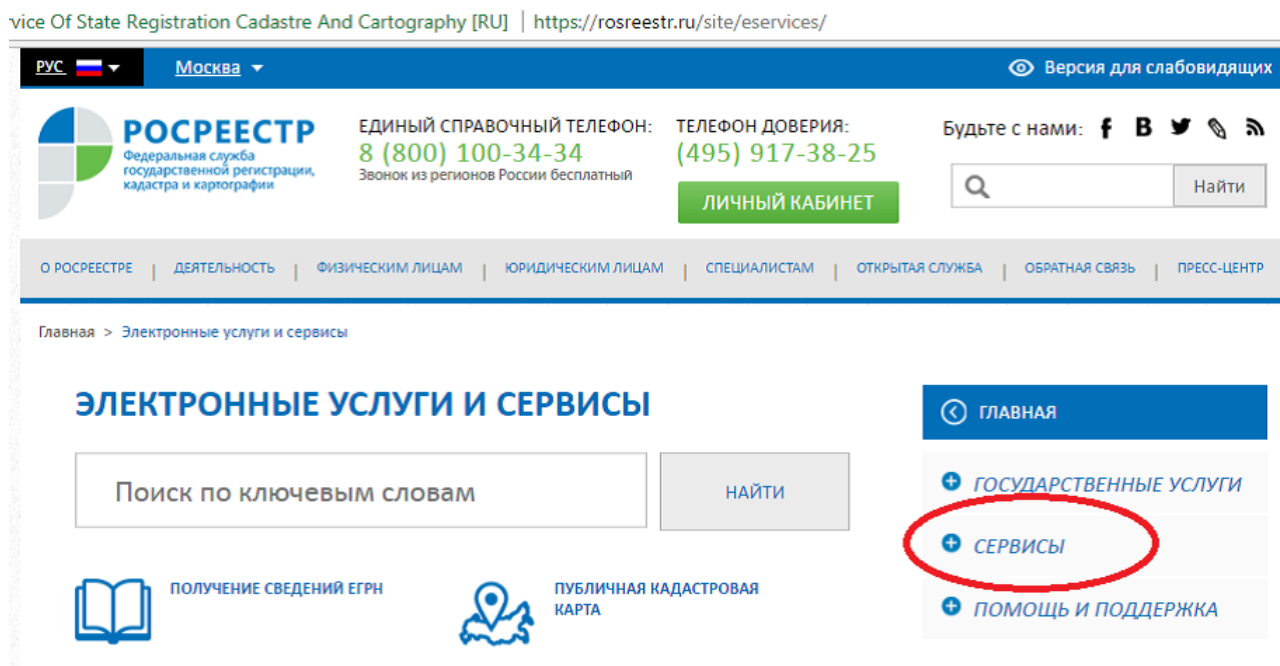 vice Of State Registration Cadastre And Cartography [RU] | https://rosreestr.ru/site/eservices/
РУС Москва Версия для слабовидящих
РОСРЕЕСТР
Федеральная служба
государственной регистрации,
кадастра и картографии
ЕДИНЫЙ СПРАВОЧНЫЙ ТЕЛЕФОН:
8 (800) 100-34-34
Звонок из регионов России бесплатный
ТЕЛЕФОН ДОВЕРИЯ:
(495) 917-38-25
ЛИЧНЫЙ КАБИНЕТ
Будьте с нами: f В
Найти
О РОСРЕЕСТРЕ | ДЕЯТЕЛЬНОСТЬ | ФИЗИЧЕСКИМ ЛИЦАМ | ЮРИДИЧЕСКИМ ЛИЦАМ | СПЕЦИАЛИСТАМ | ОТКРЫТАЯ СЛУЖБА | ОБРАТНАЯ СВЯЗЬ | ПРЕСС-ЦЕНТР
Главная > Электронные услуги и сервисы
ЭЛЕКТРОННЫЕ УСЛУГИ И СЕРВИСЫ
Поиск по ключевым словам
НАЙТИ
ПОЛУЧЕНИЕ СВЕДЕНИЙ ЕГРН
ПУБЛИЧНАЯ КАДАСТРОВАЯ
КАРТА
ГЛАВНАЯ
ГОСУДАРСТВЕННЫЕ УСЛУГИ
СЕРВИСЫ
ПОМОЩЬ И ПОДДЕРЖКА